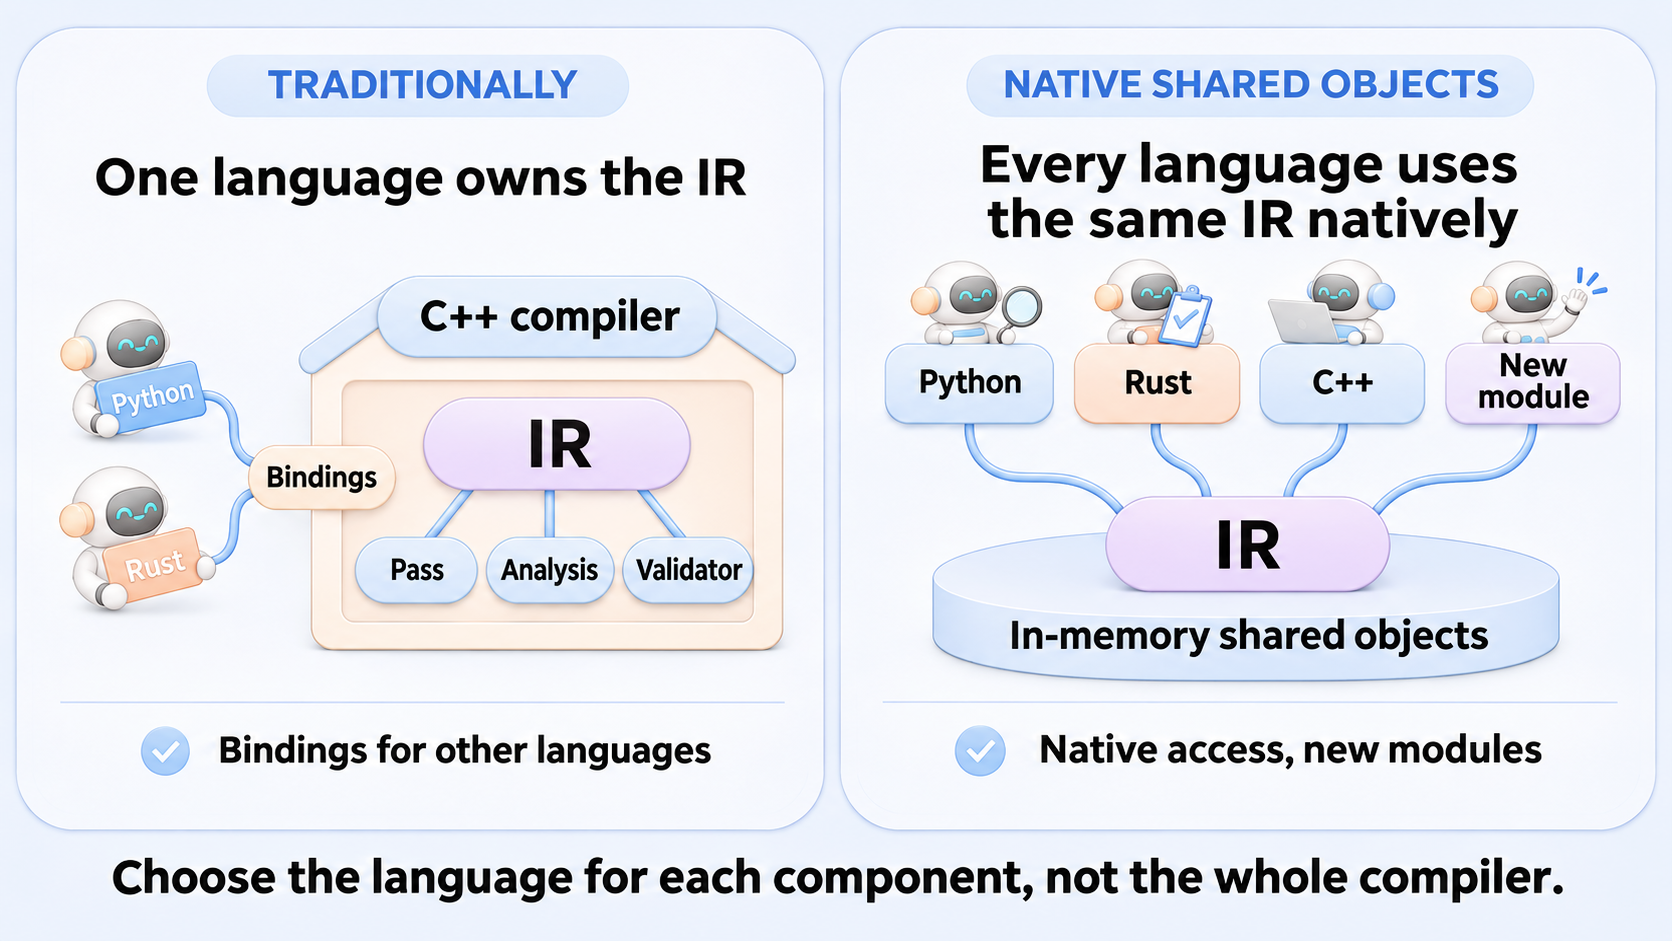 TRADITIONALLY
One language owns the IR
C++ compiler
Python
IR
Bindings
Rust
Pass
Analysis
Validator
Bindings for other languages
NATIVE SHARED OBJECTS
Every language uses
the same IR natively
Python
Rust
C++
New
module
IR
In-memory shared objects
Native access, new modules
Choose the language for each component, not the whole compiler.